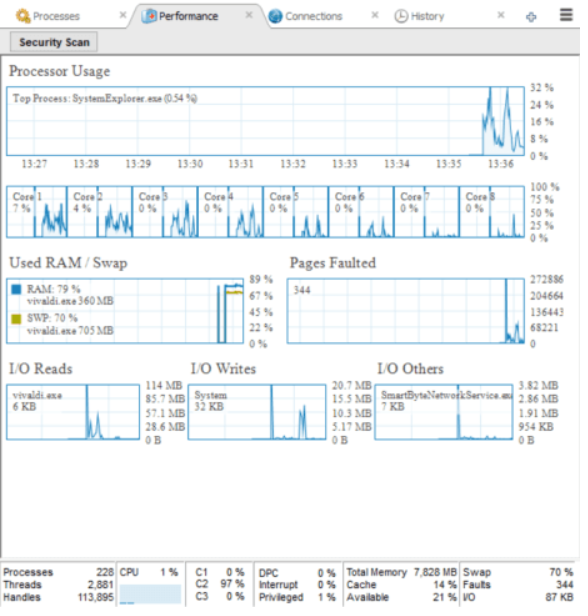 Processes × Performance × Connections × History ×
Security Scan
Processor Usage
Top Process: SystemExplorer.exe (0.54 %)
32 %
24 %
16 %
8 %
0 %
13:27 13:28 13:29 13:30 13:31 13:32 13:33 13:34 13:35 13:36
Core 1 Core 2 Core 3 Core 4 Core 5 Core 6 Core 7 Core 8
7 % 4 % 0 % 0 % 0 % 0 % 0 % 0 %
100 %
75 %
50 %
25 %
0 %
Used RAM / Swap
RAM: 79 %
vivaldi.exe 360 MB
SWP: 70 %
vivaldi.exe 705 MB
89 %
67 %
45 %
22 %
0 %
Pages Faulted
344
272886
204664
136443
68221
0
I/O Reads
vivaldi.exe
6 KB
114 MB
85.7 MB
57.1 MB
28.6 MB
0 B
I/O Writes
System
32 KB
20.7 MB
15.5 MB
10.3 MB
5.17 MB
0 B
I/O Others
SmartByteNetworkService.exe
7 KB
3.82 MB
2.86 MB
1.91 MB
954 KB
0 B
Processes 228 CPU 1 % C1 0 % DPC 0 % Total Memory 7,828 MB Swap 70 %
Threads 2,881 C2 97 % Interrupt 0 % Cache 14 % Faults 344
Handles 113,895 C3 0 % Privileged 1 % Available 21 % I/O 87 KB